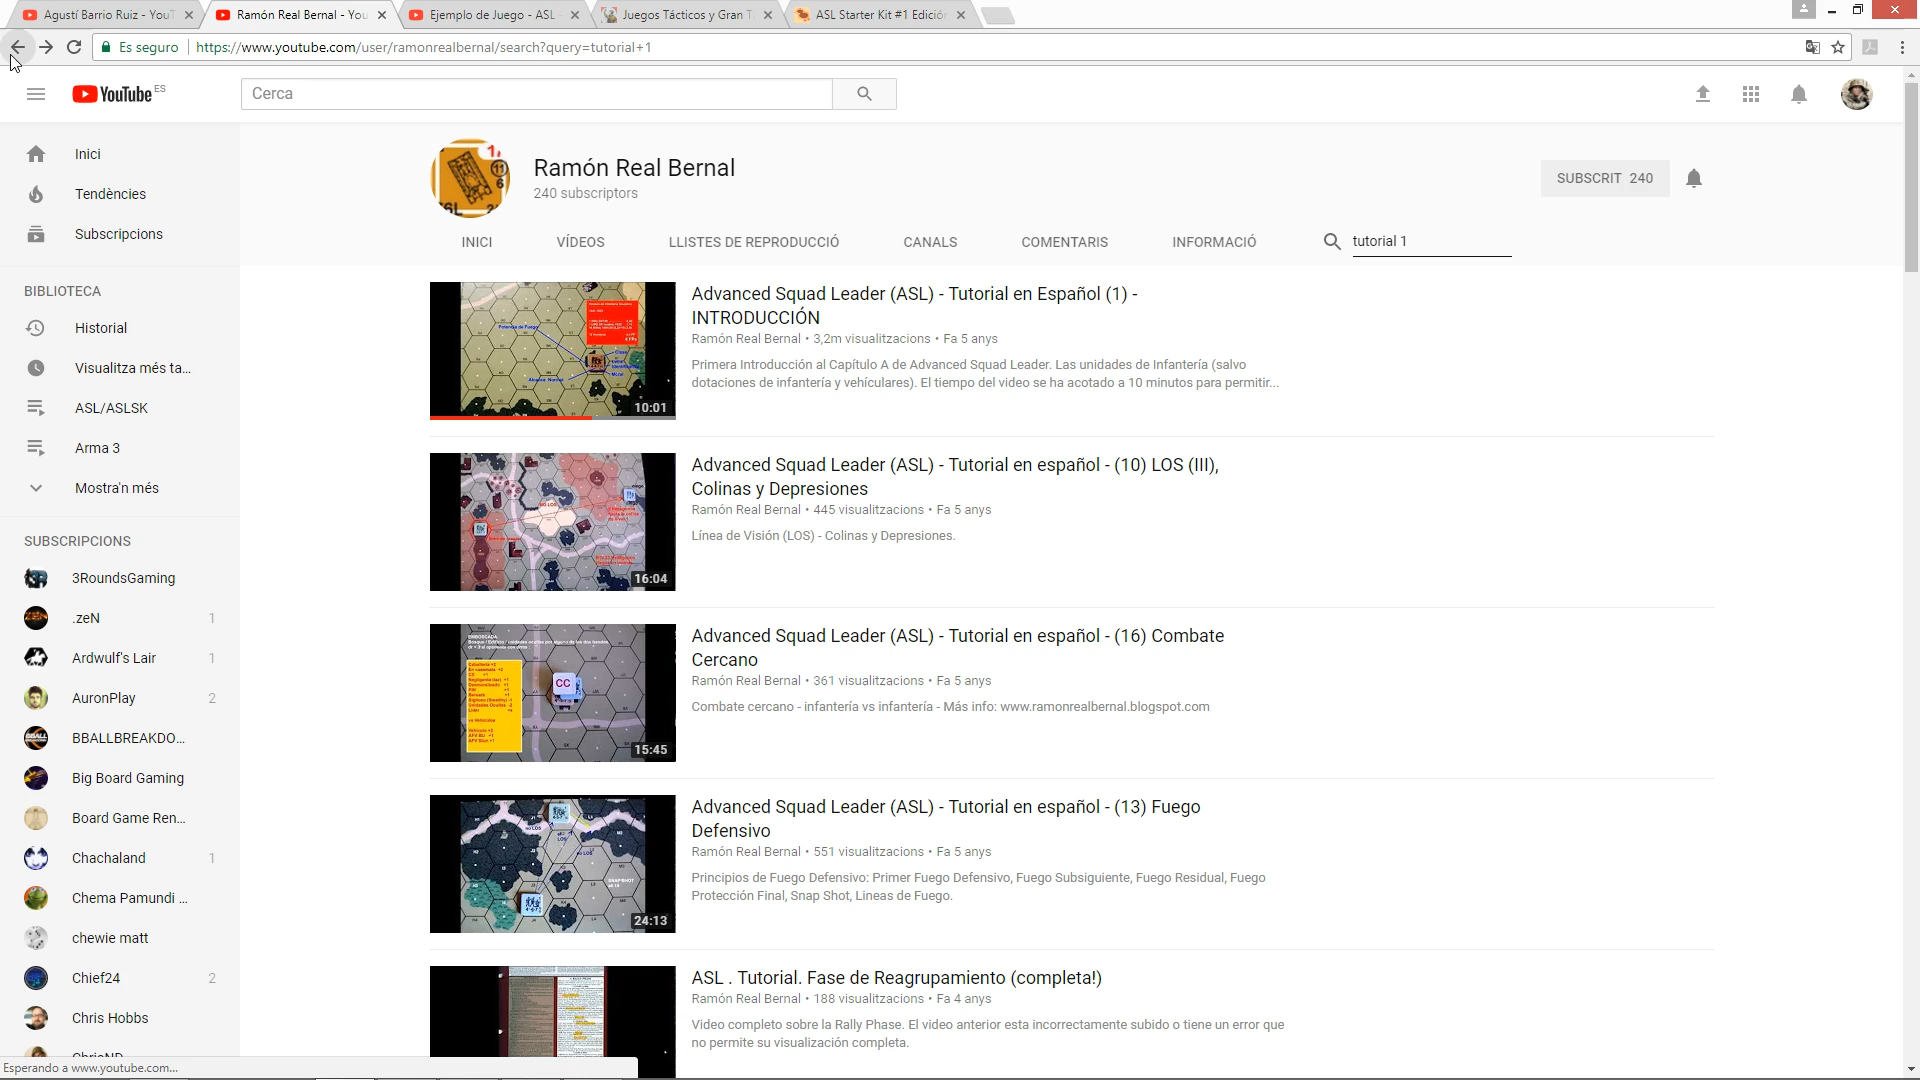 Agustí Barrio Ruiz - YouT
Ramón Real Bernal - You
Ejemplo de Juego - ASL
Juegos Tácticos y Gran T
ASL Starter Kit #1 Edició
Es seguro
https://www.youtube.com/user/ramonrealbernal/search?query=tutorial+1
YouTube ES
Cerca
Inici
Tendències
Subscripcions
BIBLIOTECA
Historial
Visualitza més ta...
ASL/ASLSK
Arma 3
Mostra'n més
SUBSCRIPCIONS
3RoundsGaming
.zeN 1
Ardwulf's Lair 1
AuronPlay 2
BBALLBREAKDO...
Big Board Gaming
Board Game Ren...
Chachaland 1
Chema Pamundi ...
chewie matt
Chief24 2
Chris Hobbs
Esperando a www.youtube.com...
Ramón Real Bernal
240 subscriptors
SUBSCRIT 240
INICI VÍDEOS LLISTES DE REPRODUCCIÓ CANALS COMENTARIS INFORMACIÓ tutorial 1
10:01
Advanced Squad Leader (ASL) - Tutorial en Español (1) -
INTRODUCCIÓN
Ramón Real Bernal • 3,2m visualitzacions • Fa 5 anys
Primera Introducción al Capítulo A de Advanced Squad Leader. Las unidades de Infantería (salvo
dotaciones de infantería y vehículares). El tiempo del video se ha acotado a 10 minutos para permitir...
16:04
Advanced Squad Leader (ASL) - Tutorial en español - (10) LOS (III),
Colinas y Depresiones
Ramón Real Bernal • 445 visualitzacions • Fa 5 anys
Línea de Visión (LOS) - Colinas y Depresiones.
CC
15:45
Advanced Squad Leader (ASL) - Tutorial en español - (16) Combate
Cercano
Ramón Real Bernal • 361 visualitzacions • Fa 5 anys
Combate cercano - infantería vs infantería - Más info: www.ramonrealbernal.blogspot.com
24:13
Advanced Squad Leader (ASL) - Tutorial en español - (13) Fuego
Defensivo
Ramón Real Bernal • 551 visualitzacions • Fa 5 anys
Principios de Fuego Defensivo: Primer Fuego Defensivo, Fuego Subsiguiente, Fuego Residual, Fuego
Protección Final, Snap Shot, Lineas de Fuego.
ASL . Tutorial. Fase de Reagrupamiento (completa!)
Ramón Real Bernal • 188 visualitzacions • Fa 4 anys
Video completo sobre la Rally Phase. El video anterior esta incorrectamente subido o tiene un error que
no permite su visualización completa.